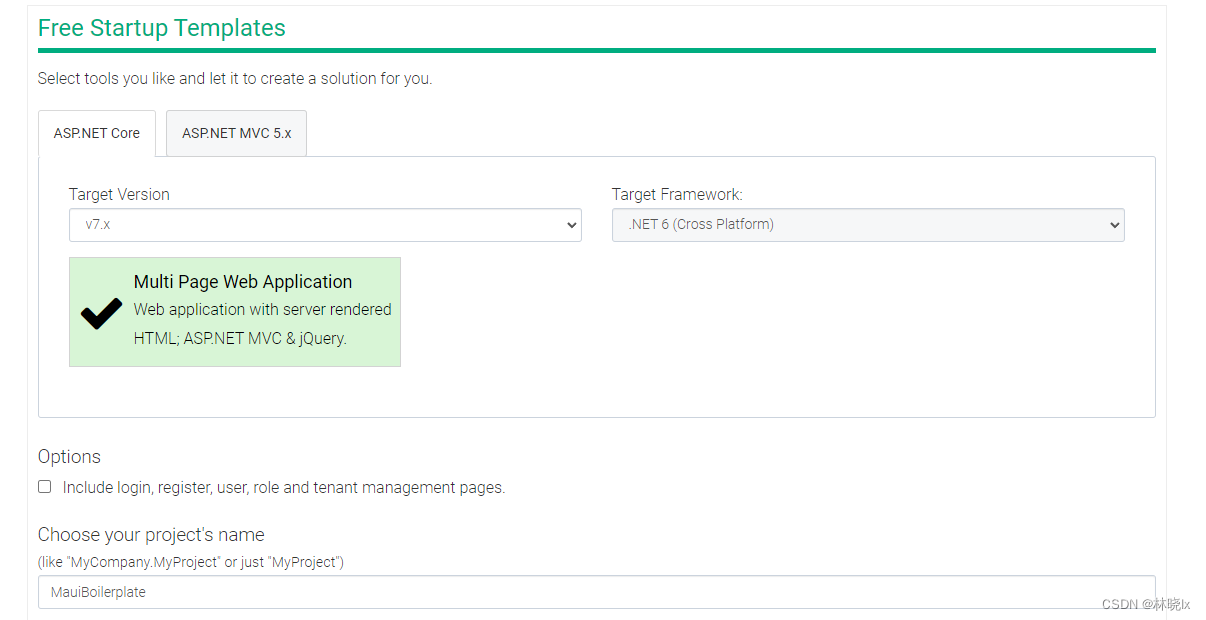 Free Startup Templates
Select tools you like and let it to create a solution for you.
ASP.NET Core
ASP.NET MVC 5.x
Target Version
Target Framework:
v7.x
.NET 6 (Cross Platform)
Multi Page Web Application
Web application with server rendered
HTML; ASP.NET MVC & jQuery.
Options
Include login, register, user, role and tenant management pages.
Choose your project's name
(like "MyCompany.MyProject" or just "MyProject")
MauiBoilerplate
CSDN @林晓lx